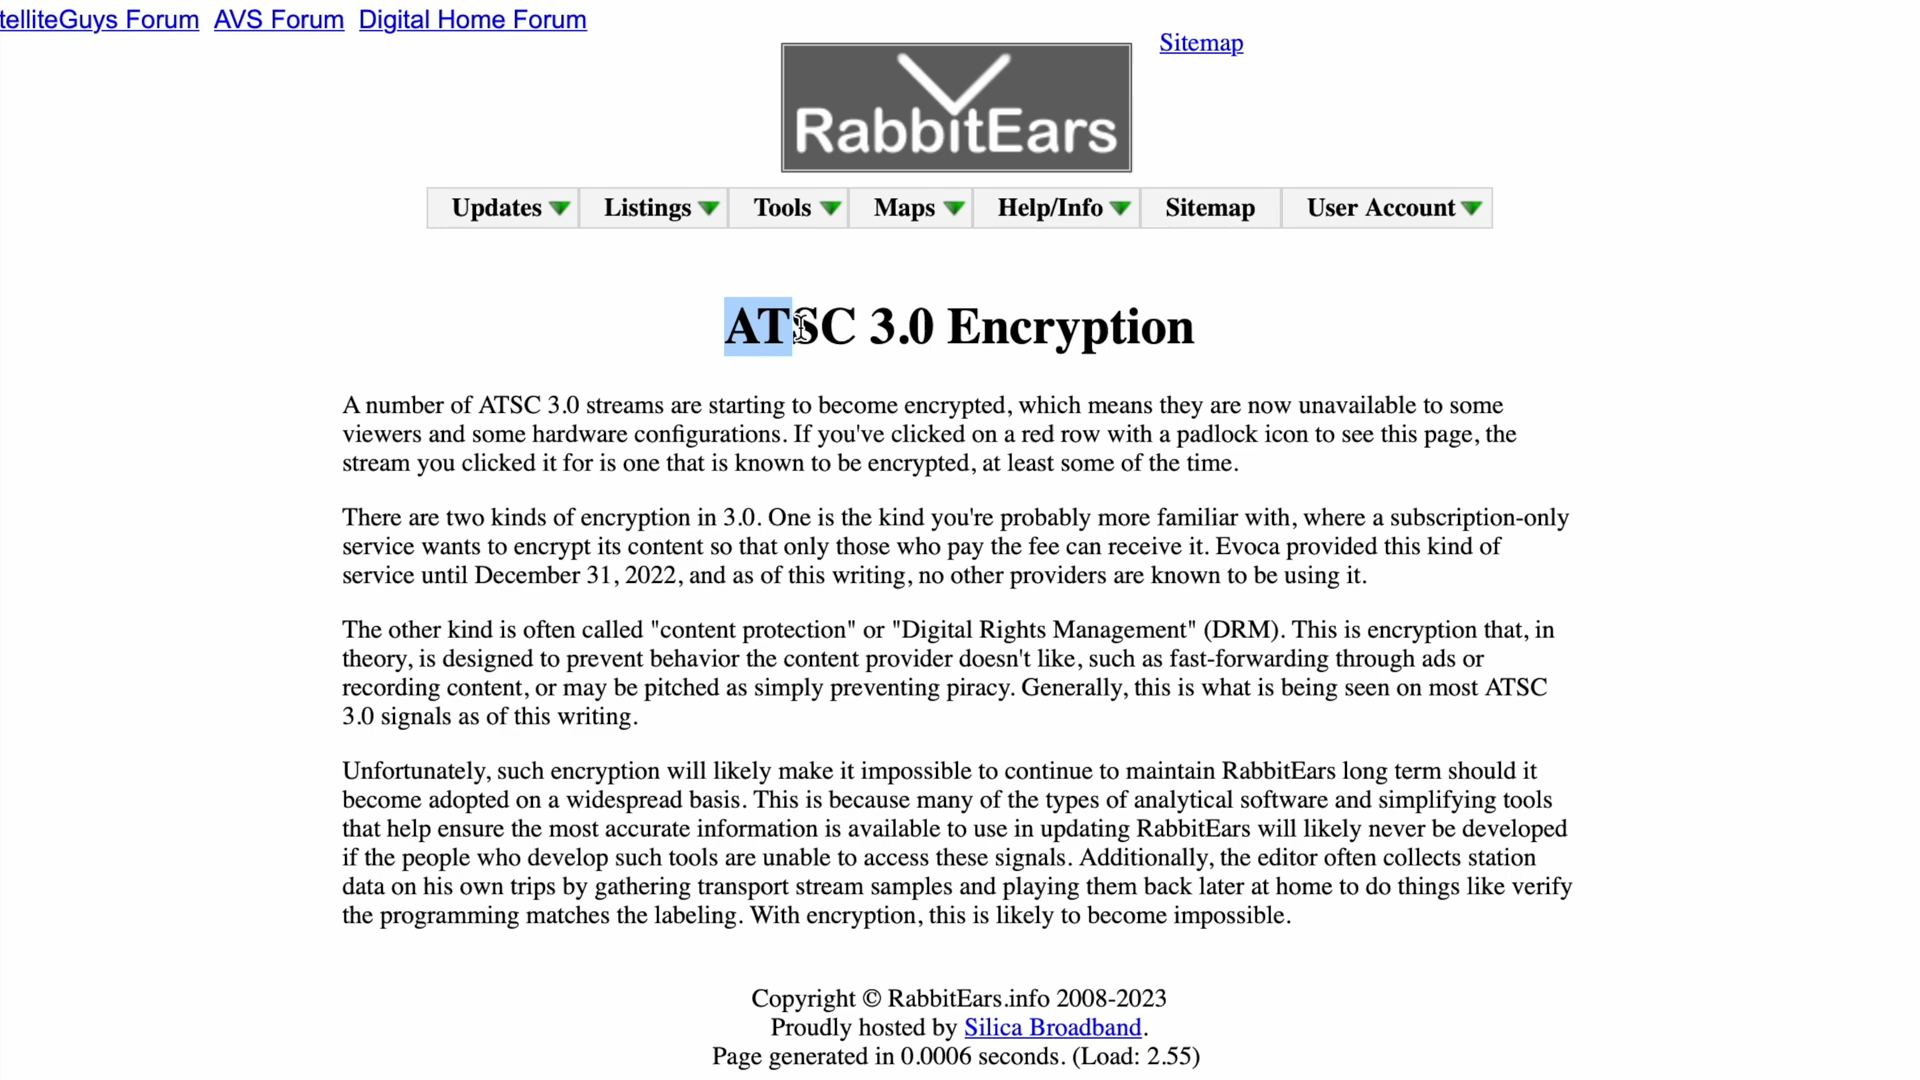 telliteGuys Forum AVS Forum Digital Home Forum
Sitemap
RabbitEars
Updates Listings Tools Maps Help/Info Sitemap User Account
ATSC 3.0 Encryption
A number of ATSC 3.0 streams are starting to become encrypted, which means they are now unavailable to some
viewers and some hardware configurations. If you've clicked on a red row with a padlock icon to see this page, the
stream you clicked it for is one that is known to be encrypted, at least some of the time.
There are two kinds of encryption in 3.0. One is the kind you're probably more familiar with, where a subscription-only
service wants to encrypt its content so that only those who pay the fee can receive it. Evoca provided this kind of
service until December 31, 2022, and as of this writing, no other providers are known to be using it.
The other kind is often called "content protection" or "Digital Rights Management" (DRM). This is encryption that, in
theory, is designed to prevent behavior the content provider doesn't like, such as fast-forwarding through ads or
recording content, or may be pitched as simply preventing piracy. Generally, this is what is being seen on most ATSC
3.0 signals as of this writing.
Unfortunately, such encryption will likely make it impossible to continue to maintain RabbitEars long term should it
become adopted on a widespread basis. This is because many of the types of analytical software and simplifying tools
that help ensure the most accurate information is available to use in updating RabbitEars will likely never be developed
if the people who develop such tools are unable to access these signals. Additionally, the editor often collects station
data on his own trips by gathering transport stream samples and playing them back later at home to do things like verify
the programming matches the labeling. With encryption, this is likely to become impossible.
Copyright © RabbitEars.info 2008-2023
Proudly hosted by Silica Broadband.
Page generated in 0.0006 seconds. (Load: 2.55)